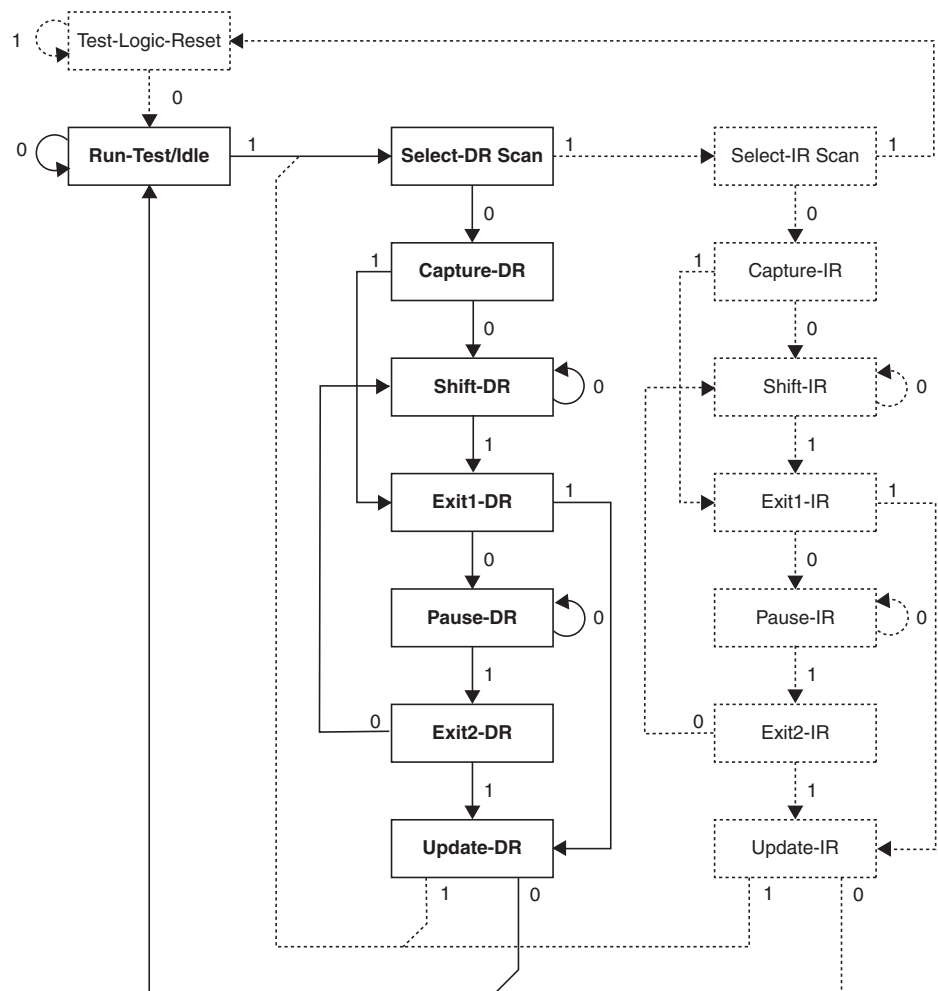 1
Test-Logic-Reset
0
0
Run-Test/Idle
1
Select-DR Scan
1
Select-IR Scan
1
0
0
1
Capture-DR
1
Capture-IR
0
0
Shift-DR
0
Shift-IR
0
1
1
Exit1-DR
1
Exit1-IR
1
0
0
Pause-DR
0
Pause-IR
0
1
1
0
Exit2-DR
0
Exit2-IR
1
1
Update-DR
Update-IR
1
0
1
0